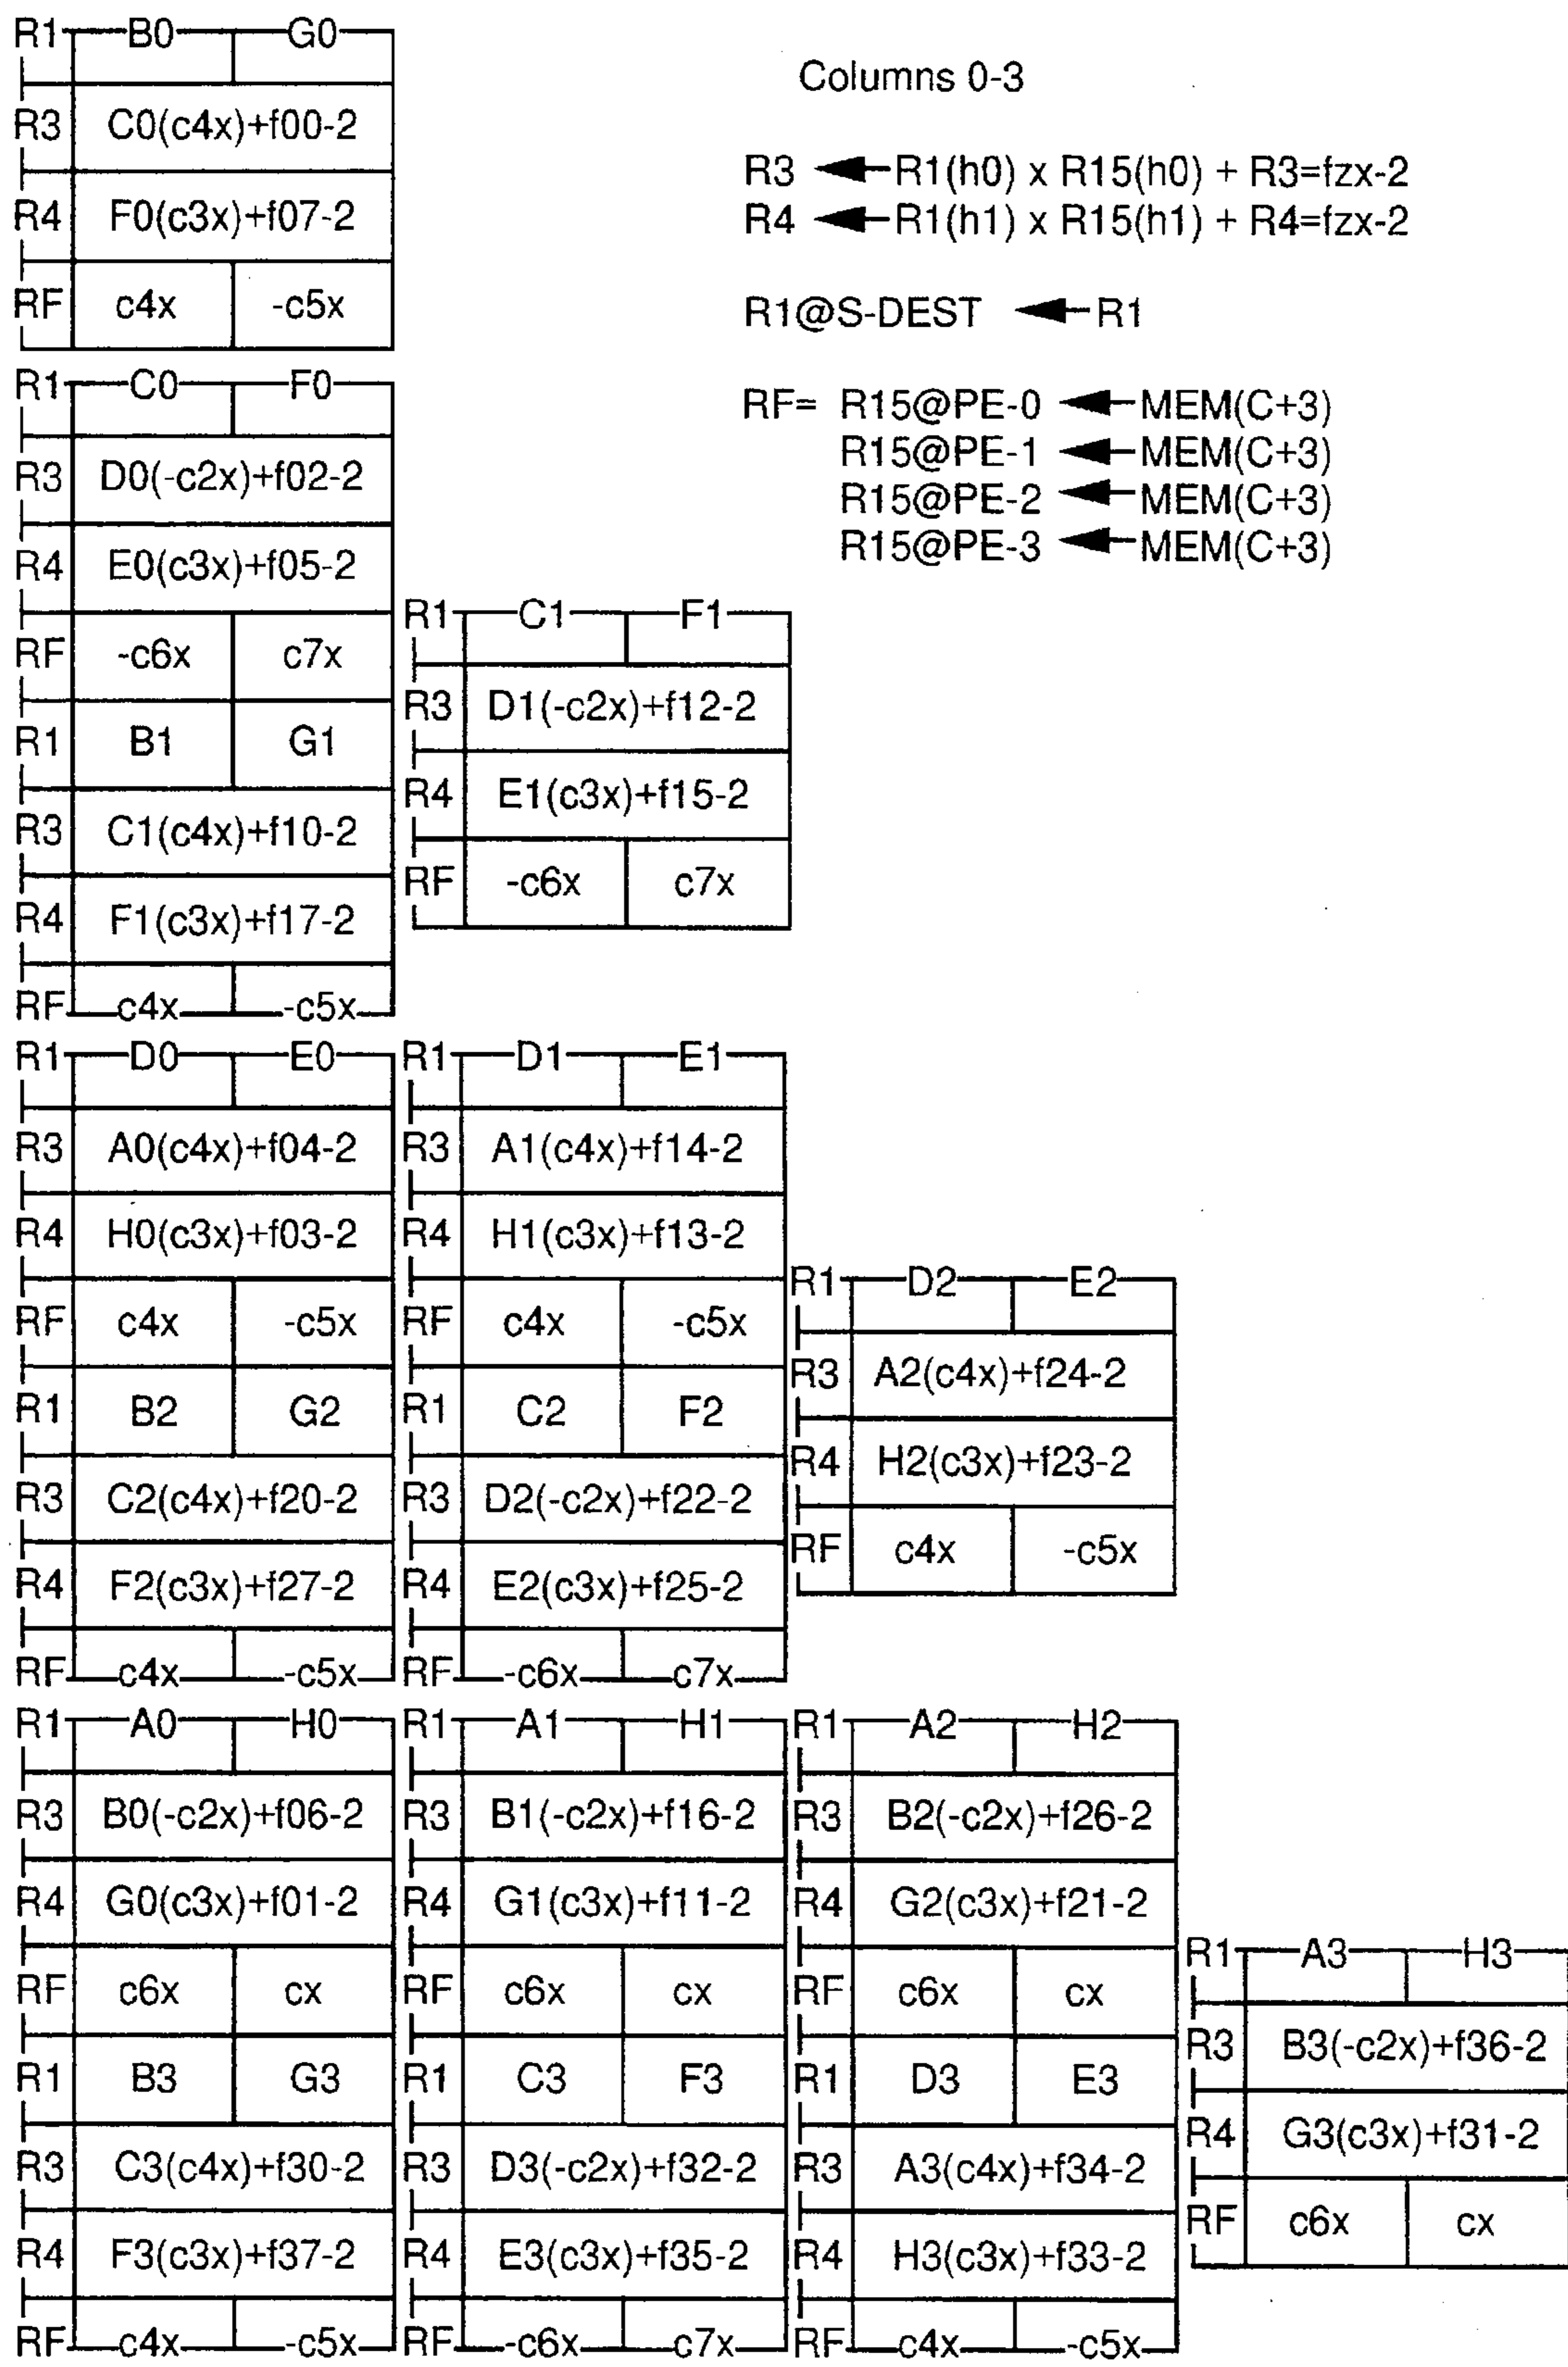 R1 B0 G0
R3 C0(c4x)+f00-2
R4 F0(c3x)+f07-2
RF c4x -c5x
Columns 0-3
R3 ◄ R1(h0) x R15(h0) + R3=fzx-2
R4 ◄ R1(h1) x R15(h1) + R4=fzx-2
R1@S-DEST ◄ R1
RF= R15@PE-0 ◄ MEM(C+3)
R15@PE-1 ◄ MEM(C+3)
R15@PE-2 ◄ MEM(C+3)
R15@PE-3 ◄ MEM(C+3)
R1 C0 F0
R3 D0(-c2x)+f02-2
R4 E0(c3x)+f05-2
RF -c6x c7x
R1 B1 G1
R3 C1(c4x)+f10-2
R4 F1(c3x)+f17-2
RF c4x -c5x
R1 C1 F1
R3 D1(-c2x)+f12-2
R4 E1(c3x)+f15-2
RF -c6x c7x
R1 D0 E0
R3 A0(c4x)+f04-2
R4 H0(c3x)+f03-2
RF c4x -c5x
R1 B2 G2
R3 C2(c4x)+f20-2
R4 F2(c3x)+f27-2
RF c4x -c5x
R1 D1 E1
R3 A1(c4x)+f14-2
R4 H1(c3x)+f13-2
RF c4x -c5x
R1 C2 F2
R3 D2(-c2x)+f22-2
R4 E2(c3x)+f25-2
RF -c6x c7x
R1 D2 E2
R3 A2(c4x)+f24-2
R4 H2(c3x)+f23-2
RF c4x -c5x
R1 A0 H0
R3 B0(-c2x)+f06-2
R4 G0(c3x)+f01-2
RF c6x cx
R1 B3 G3
R3 C3(c4x)+f30-2
R4 F3(c3x)+f37-2
RF c4x -c5x
R1 A1 H1
R3 B1(-c2x)+f16-2
R4 G1(c3x)+f11-2
RF c6x cx
R1 C3 F3
R3 D3(-c2x)+f32-2
R4 E3(c3x)+f35-2
RF -c6x c7x
R1 A2 H2
R3 B2(-c2x)+f26-2
R4 G2(c3x)+f21-2
RF c6x cx
R1 D3 E3
R3 A3(c4x)+f34-2
R4 H3(c3x)+f33-2
RF c4x -c5x
R1 A3 H3
R3 B3(-c2x)+f36-2
R4 G3(c3x)+f31-2
RF c6x cx